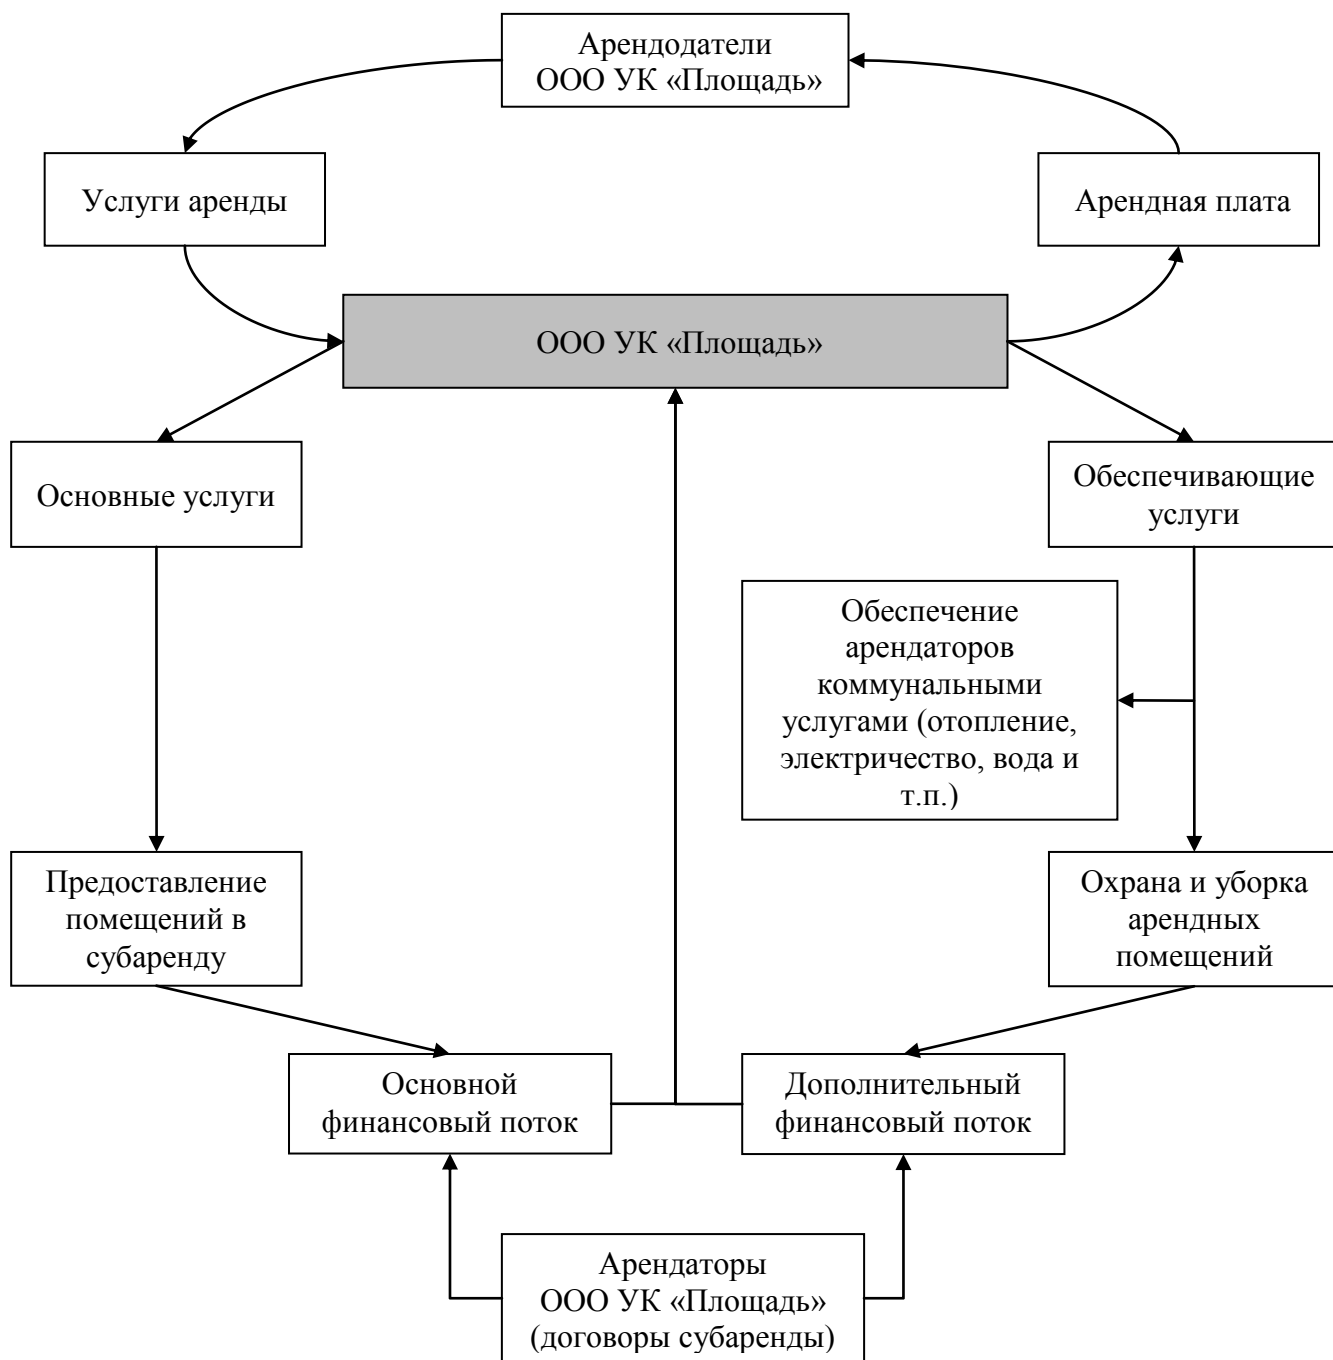 Арендодатели
ООО УК «Площадь»
Услуги аренды
Арендная плата
ООО УК «Площадь»
Основные услуги
Обеспечивающие
услуги
Обеспечение
арендаторов
коммунальными
услугами (отопление,
электричество, вода и
т.п.)
Предоставление
помещений в
субаренду
Охрана и уборка
арендных
помещений
Основной
финансовый поток
Дополнительный
финансовый поток
Арендаторы
ООО УК «Площадь»
(договоры субаренды)